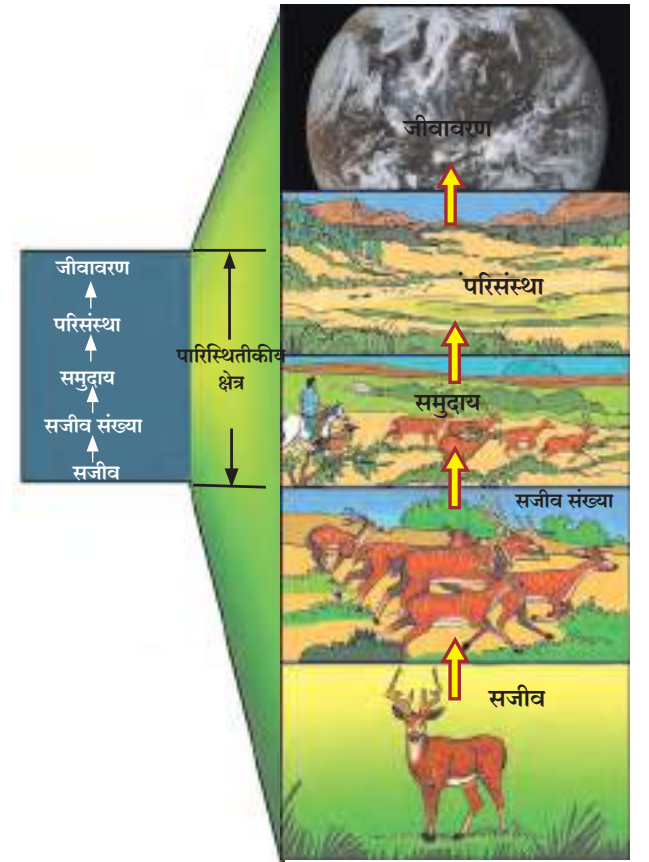 जीवावरण
परिसंस्था
समुदाय
सजीव संख्या
सजीव
पारिस्थितीकीय
क्षेत्र
जीवावरण
परिसंस्था
समुदाय
सजीव संख्या
सजीव